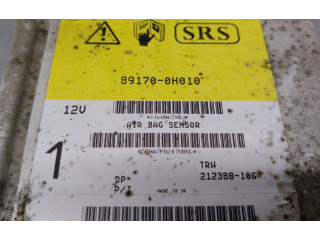 SRS
89170-0H010
12V
AIR BAG SENSOR
1
TRW
DP 212388-106
P/I MADE IN UK